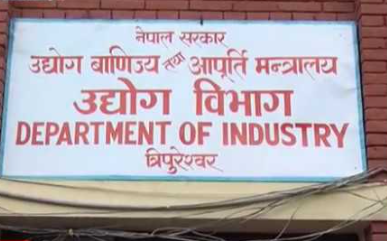 नेपाल सरकार
उद्योग बाणिज्य तथा आपूर्ति मन्त्रालय
उद्योग विभाग
DEPARTMENT OF INDUSTRY
त्रिपुरेश्वर